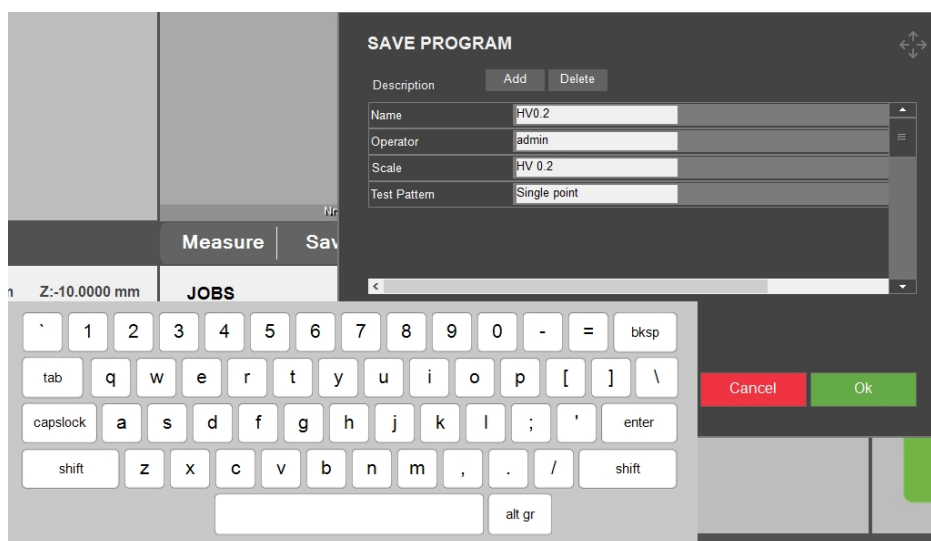 SAVE PROGRAM
Description Add Delete
Name HV0.2
Operator admin
Scale HV 0.2
Test Pattern Single point
Measure
Z:-10.0000 mm
JOBS
` 1 2 3 4 5 6 7 8 9 0 - = bksp
tab q w e r t y u i o p [ ] \
capslock a s d f g h j k l ; ' enter
shift z x c v b n m , . / shift
alt gr
Cancel Ok